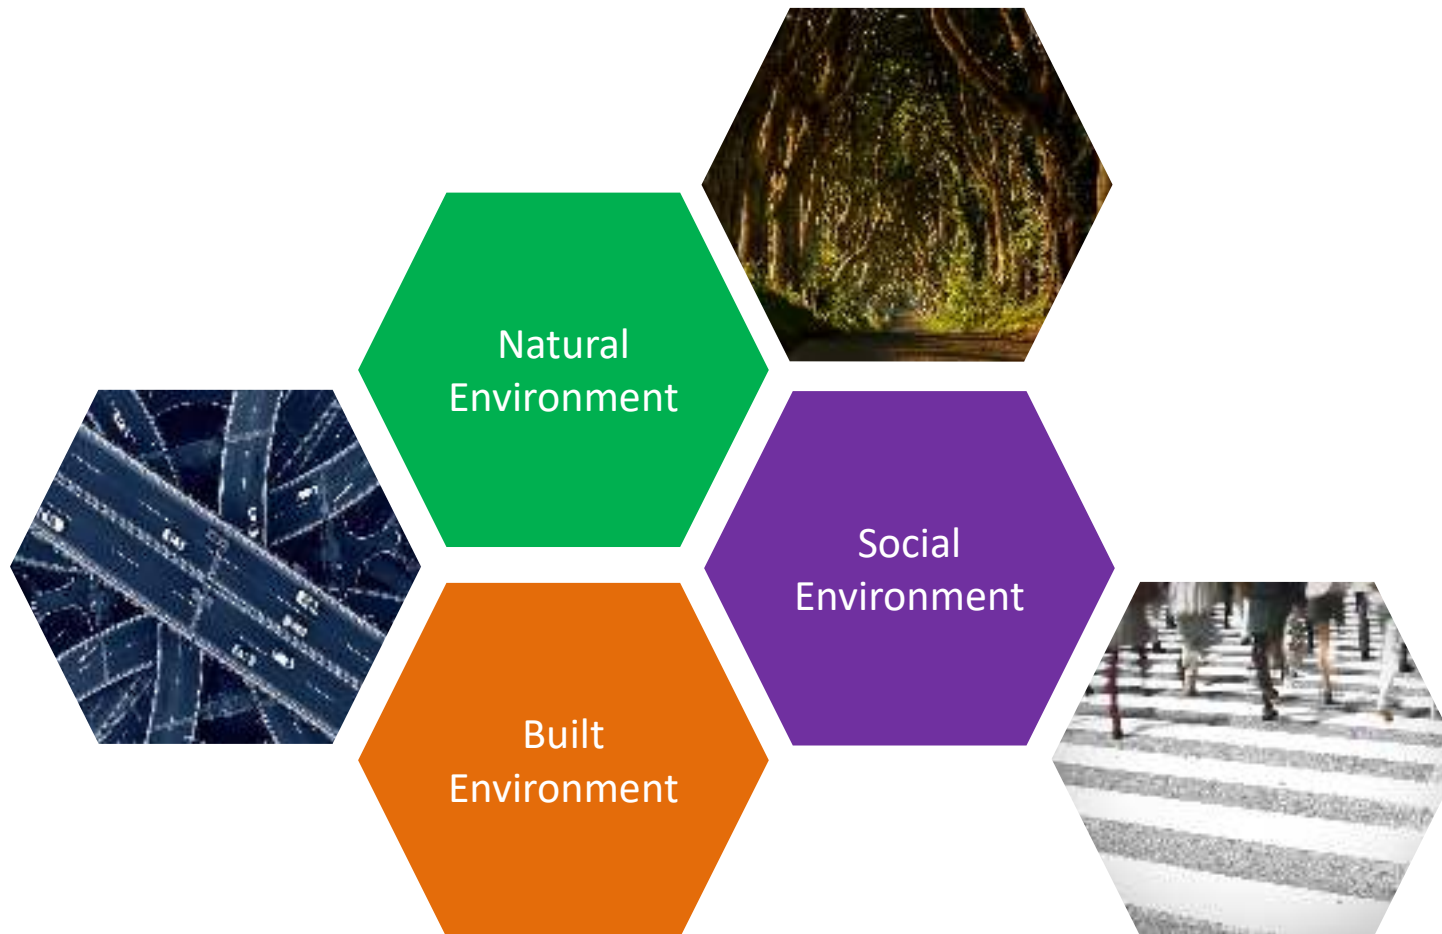 Natural
Environment
Social
Environment
Built
Environment